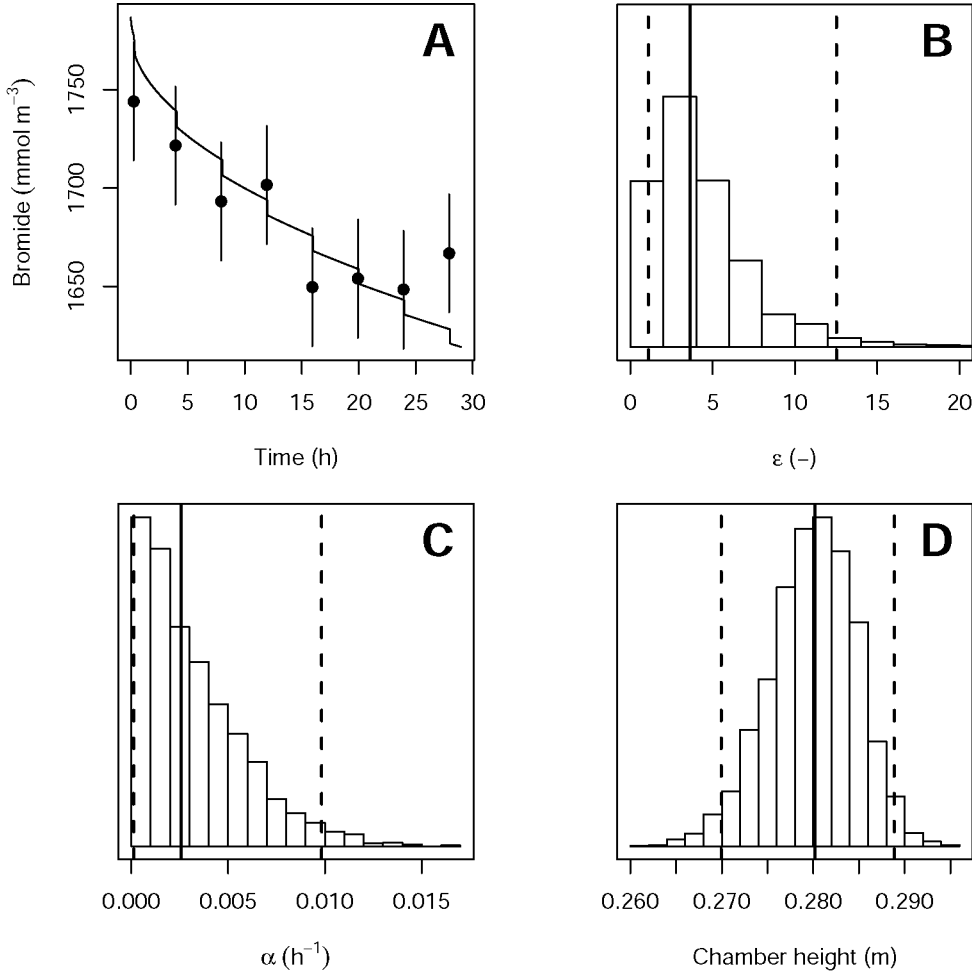 A
Bromide (mmol m⁻³)
1750
1700
1650
0 5 10 15 20 25 30
Time (h)
B
0 5 10 15 20
ε (−)
C
0.000 0.005 0.010 0.015
α (h⁻¹)
D
0.260 0.270 0.280 0.290
Chamber height (m)